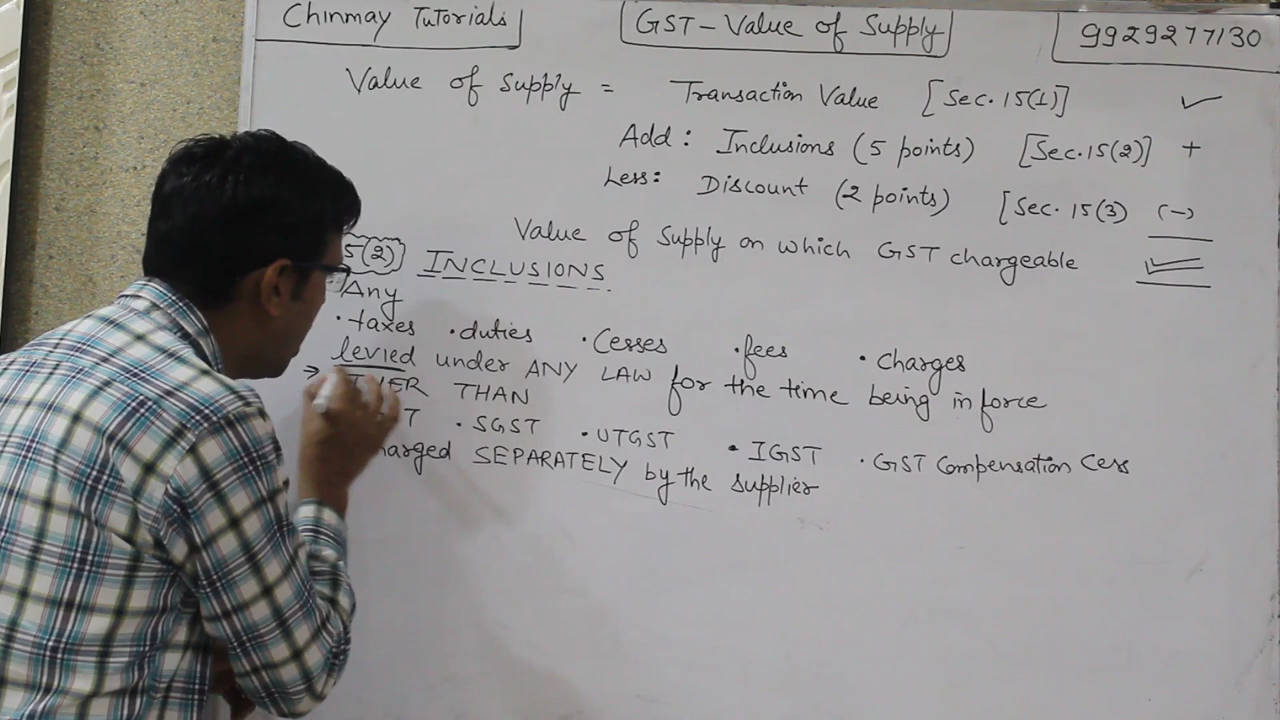 Chinmay Tutorials
GST - Value of Supply
9929277130
Value of Supply = Transaction Value [Sec. 15(1)] ✓
Add: Inclusions (5 points) [Sec. 15(2)] +
Less: Discount (2 points) [Sec. 15(3) (-)
Value of Supply on which GST chargeable ✓
5(2) INCLUSIONS
Any
• taxes • duties • Cesses • fees • Charges
levied under ANY LAW for the time being in force
→ THAN
• SGST • UTGST • IGST • GST Compensation Cess
harged SEPARATELY by the supplier